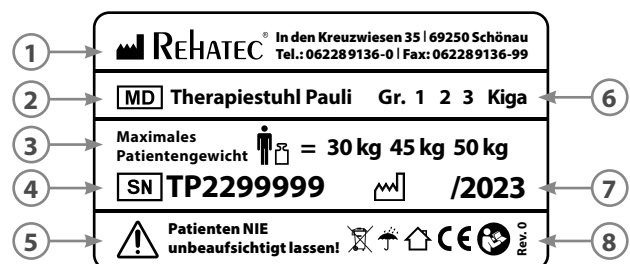 REHATEC® In den Kreuzwiesen 35 | 69250 Schönau
Tel.: 062289136-0 | Fax: 062289136-99
MD Therapiestuhl Pauli Gr. 1 2 3 Kiga
Maximales
Patientengewicht = 30 kg 45 kg 50 kg
SN TP2299999 /2023
Patienten NIE
unbeaufsichtigt lassen! CE Rev. 0
1
2
3
4
5
6
7
8